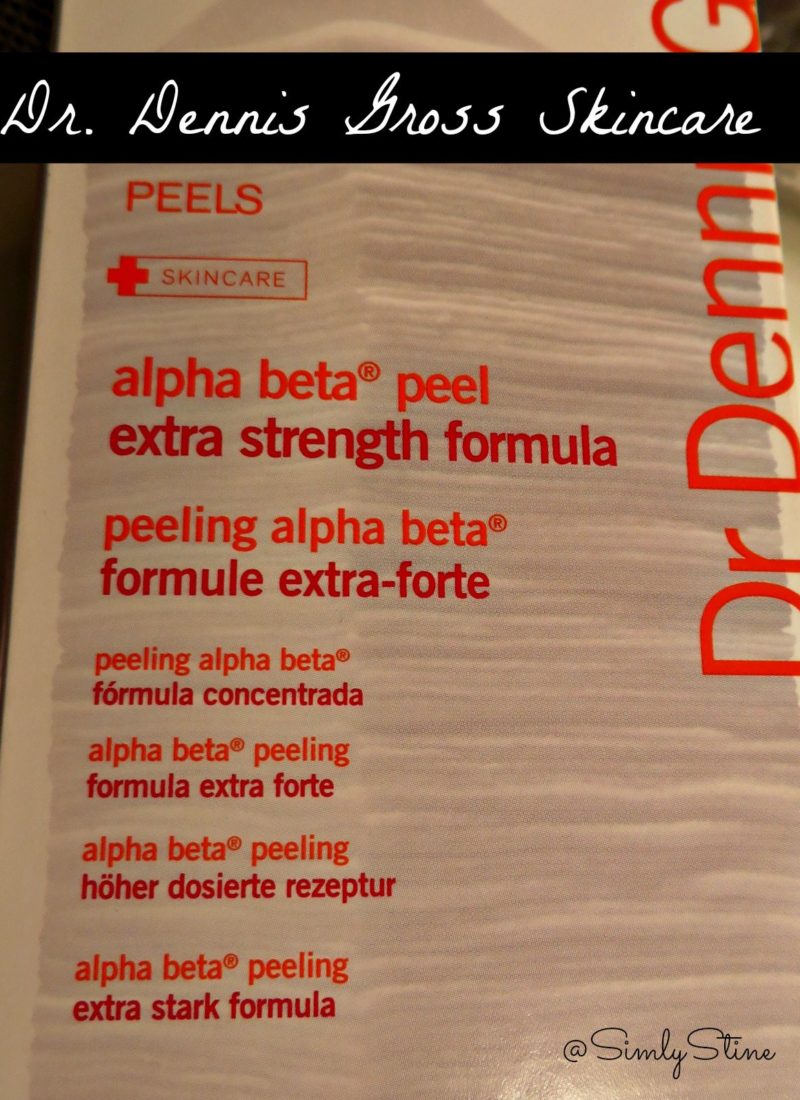 Dr. Dennis Gross Skincare
PEELS
SKINCARE
alpha beta® peel
extra strength formula
peeling alpha beta®
formule extra-forte
peeling alpha beta®
fórmula concentrada
alpha beta® peeling
formula extra forte
alpha beta® peeling
höher dosierte rezeptur
alpha beta® peeling
extra stark formula
Dr Denni G
@SimlyStine